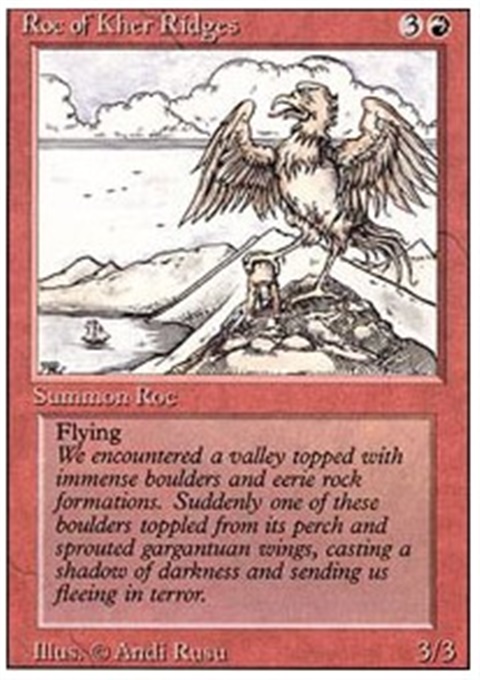 Roc of Kher Ridges 3
Summon Roc
Flying
We encountered a valley topped with
immense boulders and eerie rock
formations. Suddenly one of these
boulders toppled from its perch and
sprouted gargantuan wings, casting a
shadow of darkness and sending us
fleeing in terror.
Illus. © Andi Rusu 3/3